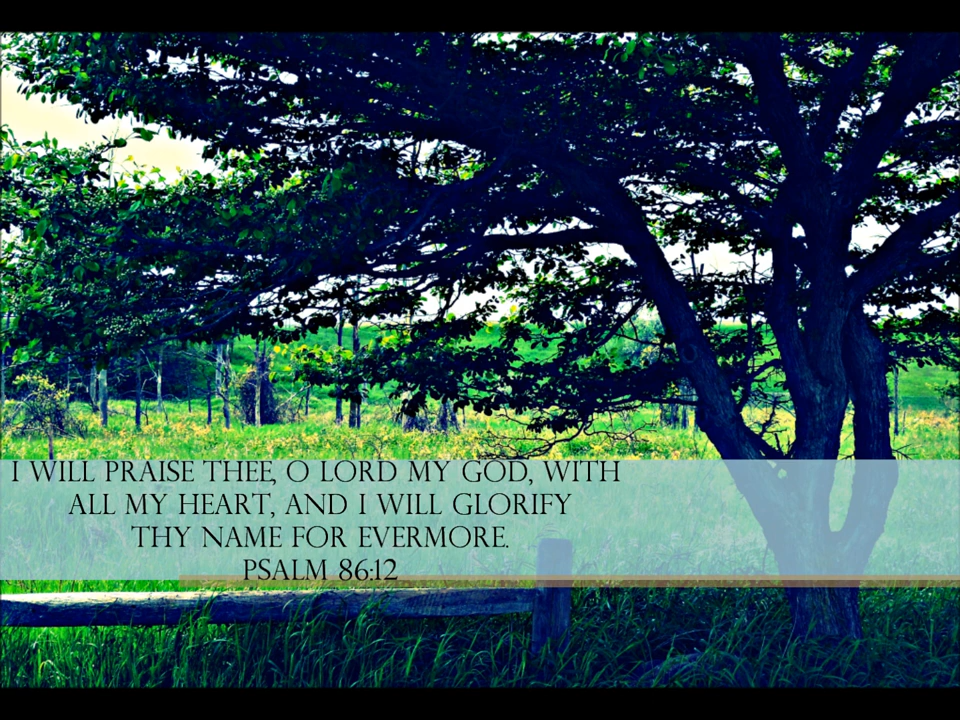 I WILL PRAISE THEE, O LORD MY GOD, WITH
ALL MY HEART, AND I WILL GLORIFY
THY NAME FOR EVERMORE.
PSALM 86:12